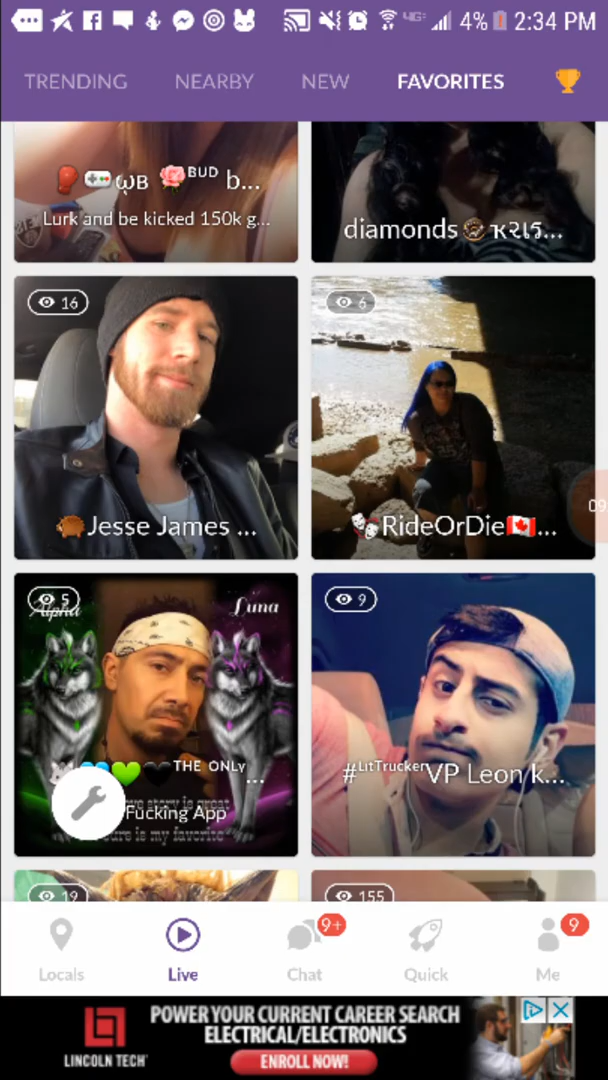 4G
4% 2:34 PM
TRENDING NEARBY NEW FAVORITES
BUD b...
Lurk and be kicked 150k g...
diamonds
16
6
09
Jesse James ...
RideOrDie ...
5
9
Alpha
Luna
THE ONLY ...
Fucking App
#LitTrucker VP Leon k...
19
155
9+
9
Locals Live Chat Quick Me
POWER YOUR CURRENT CAREER SEARCH
ELECTRICAL/ELECTRONICS
LINCOLN TECH
ENROLL NOW!